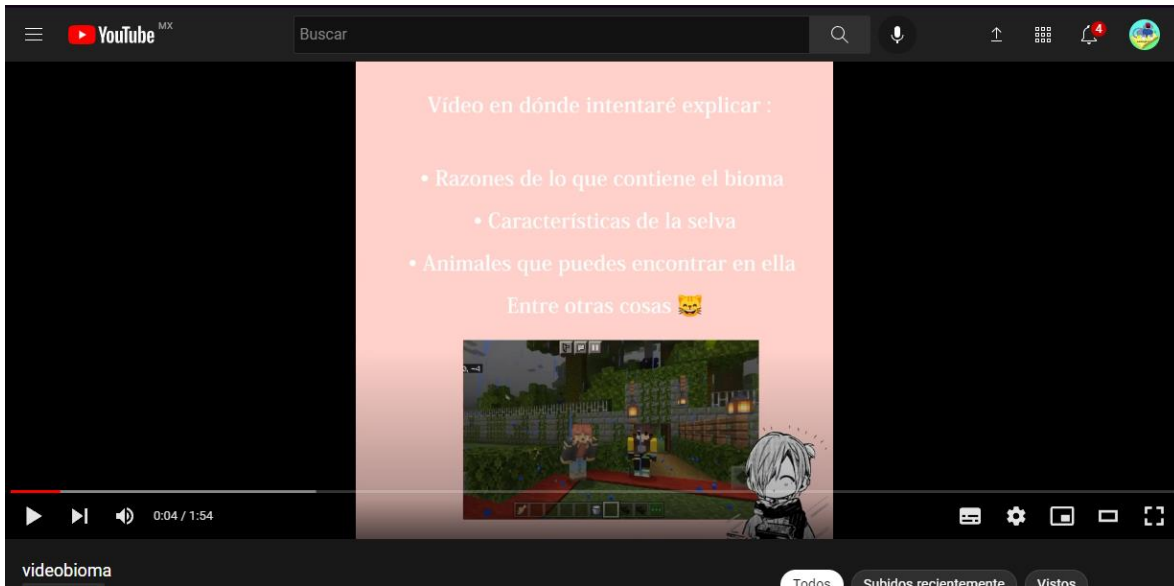 YouTube MX
Buscar
4
Vídeo en dónde intentaré explicar :
• Razones de lo que contiene el bioma
• Características de la selva
• Animales que puedes encontrar en ella
Entre otras cosas 😸
0:04 / 1:54
videobioma
Todos
Subidos recientemente
Vistos